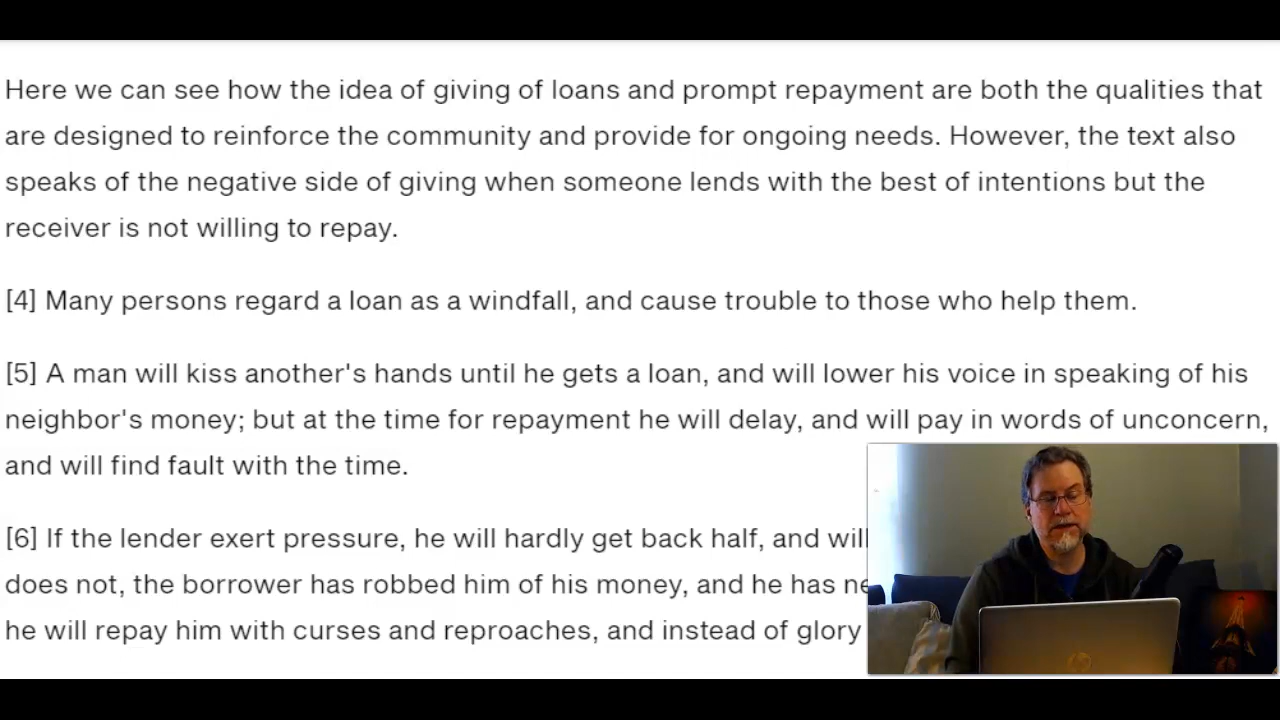 Here we can see how the idea of giving of loans and prompt repayment are both the qualities that
are designed to reinforce the community and provide for ongoing needs. However, the text also
speaks of the negative side of giving when someone lends with the best of intentions but the
receiver is not willing to repay.
[4] Many persons regard a loan as a windfall, and cause trouble to those who help them.
[5] A man will kiss another's hands until he gets a loan, and will lower his voice in speaking of his
neighbor's money; but at the time for repayment he will delay, and will pay in words of unconcern,
and will find fault with the time.
[6] If the lender exert pressure, he will hardly get back half, and will
does not, the borrower has robbed him of his money, and he has
he will repay him with curses and reproaches, and instead of glory